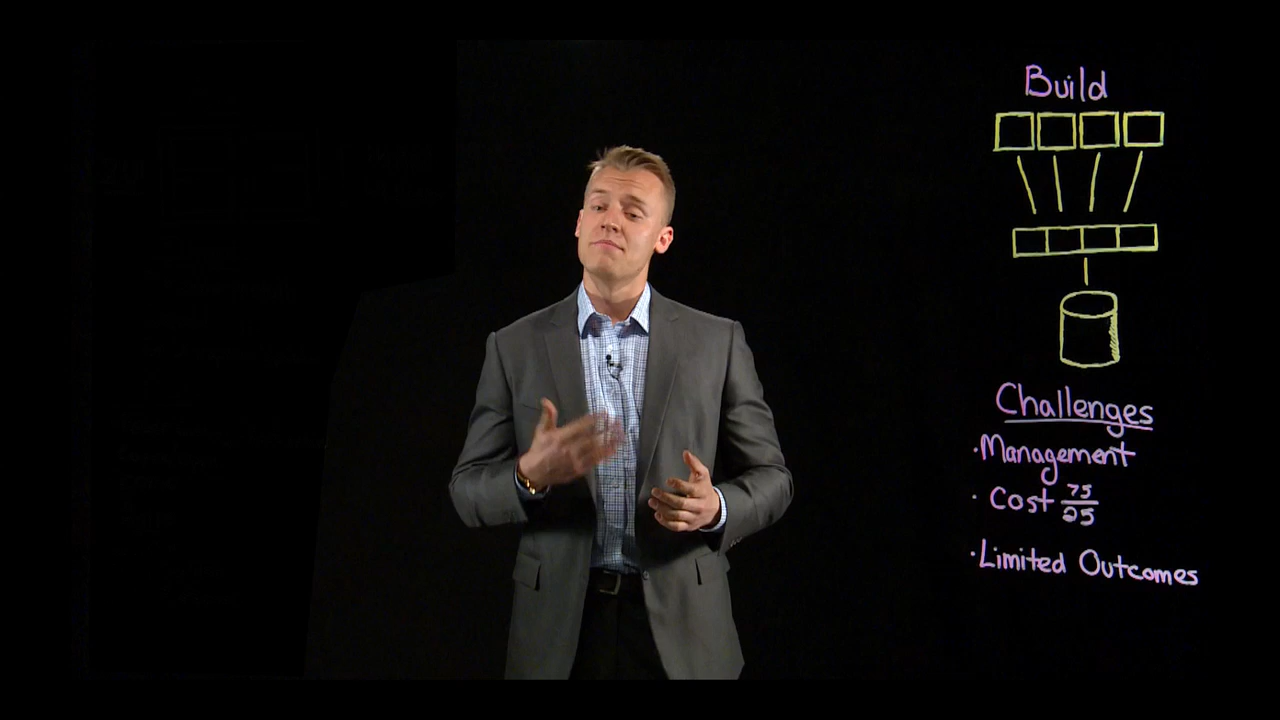 Build
Challenges
·Management
· Cost 75/25
·Limited Outcomes